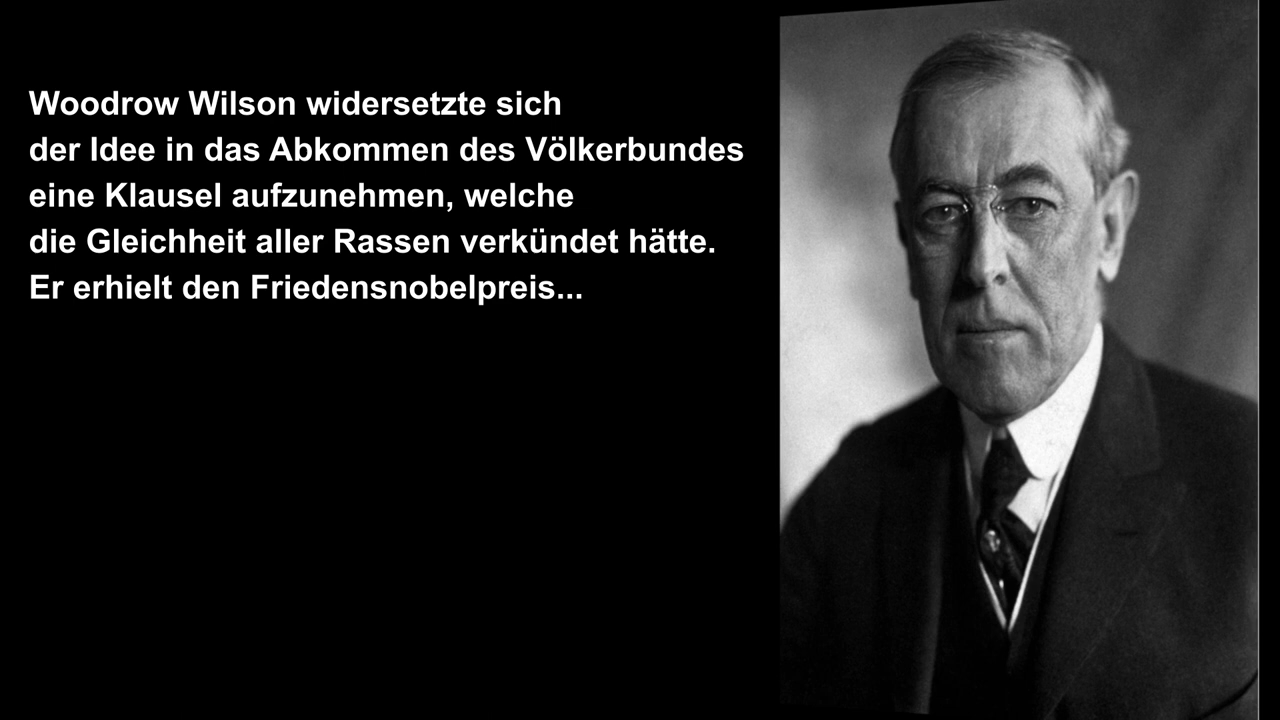 Woodrow Wilson widersetzte sich
der Idee in das Abkommen des Völkerbundes
eine Klausel aufzunehmen, welche
die Gleichheit aller Rassen verkündet hätte.
Er erhielt den Friedensnobelpreis...